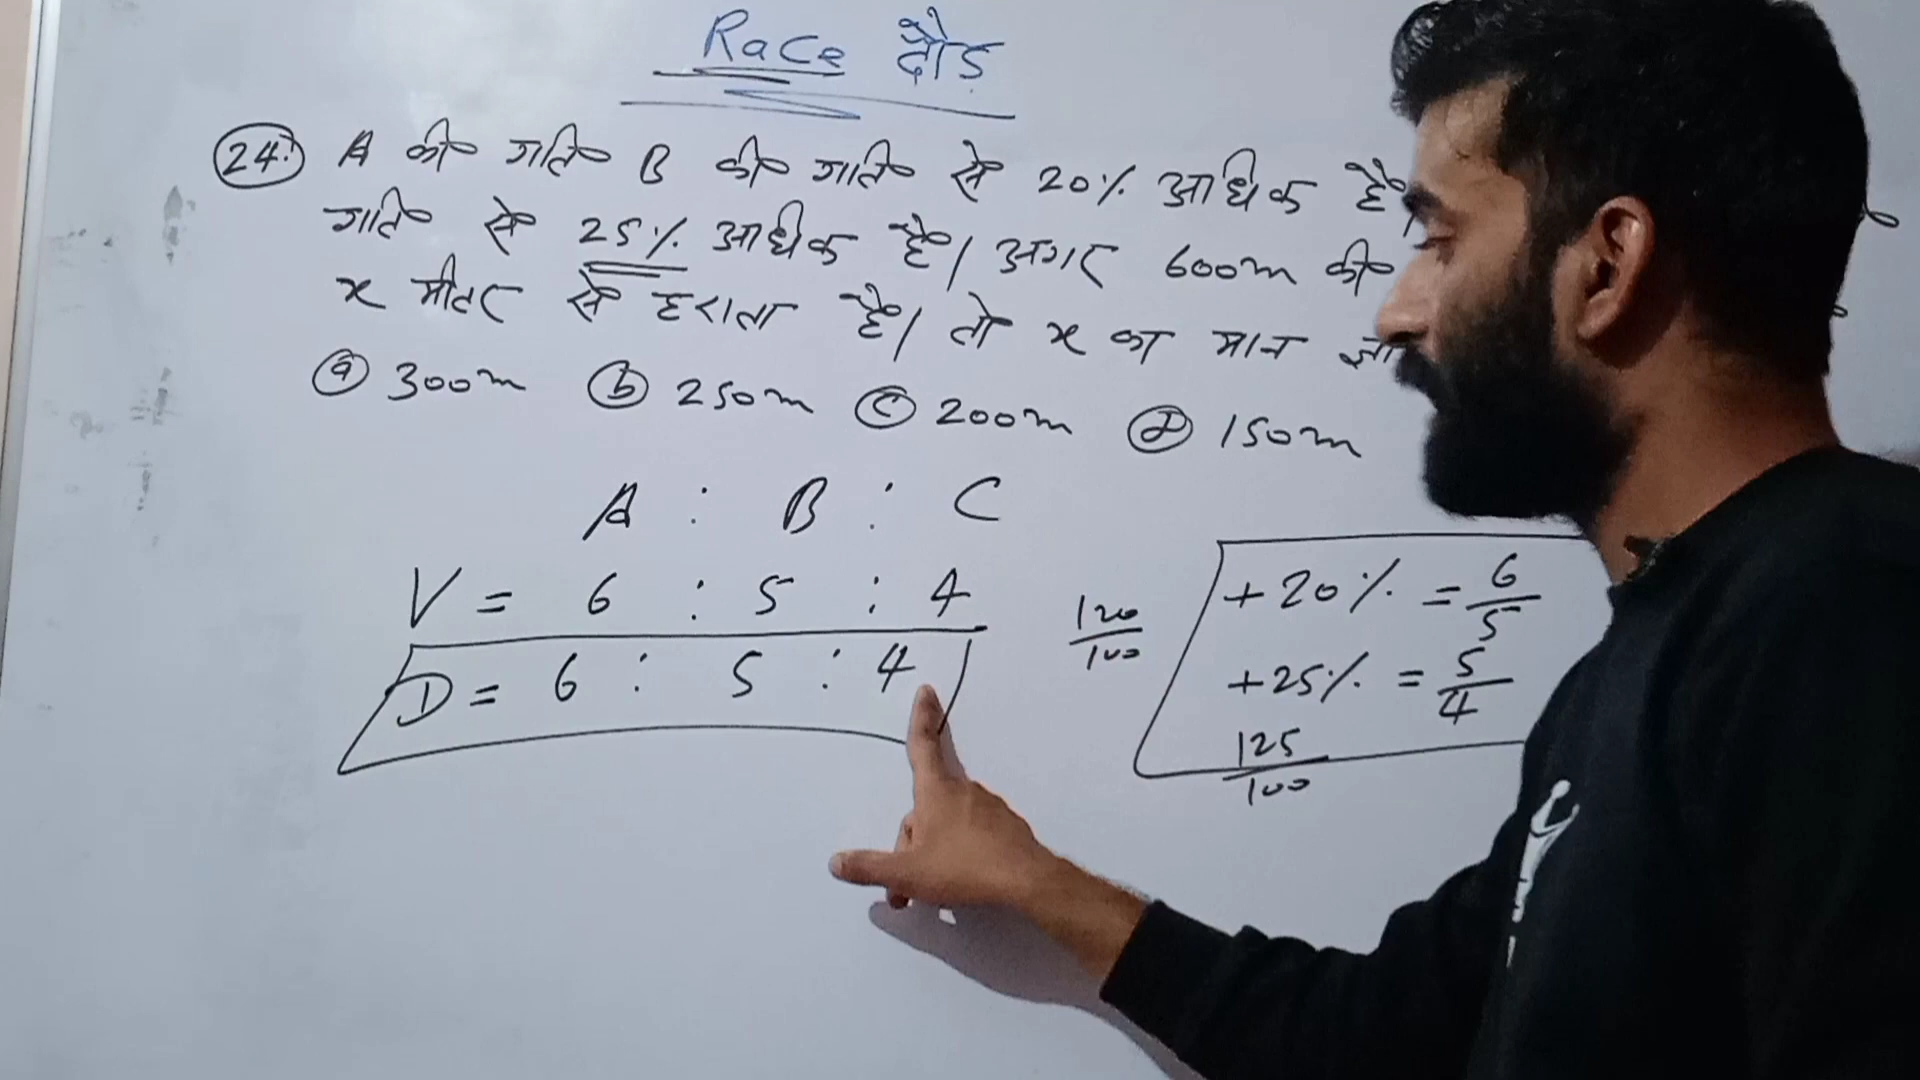 Race दौड़
24. A की गति B की गति से 20% अधिक है,
गति से 25% अधिक है। अगर 600m की
x मीटर से हराता है। तो x का मान
(a) 300m (b) 250m (c) 200m (d) 150m
A : B : C
V = 6 : 5 : 4
D = 6 : 5 : 4
120/100
+20% = 6/5
+25% = 5/4
125/100